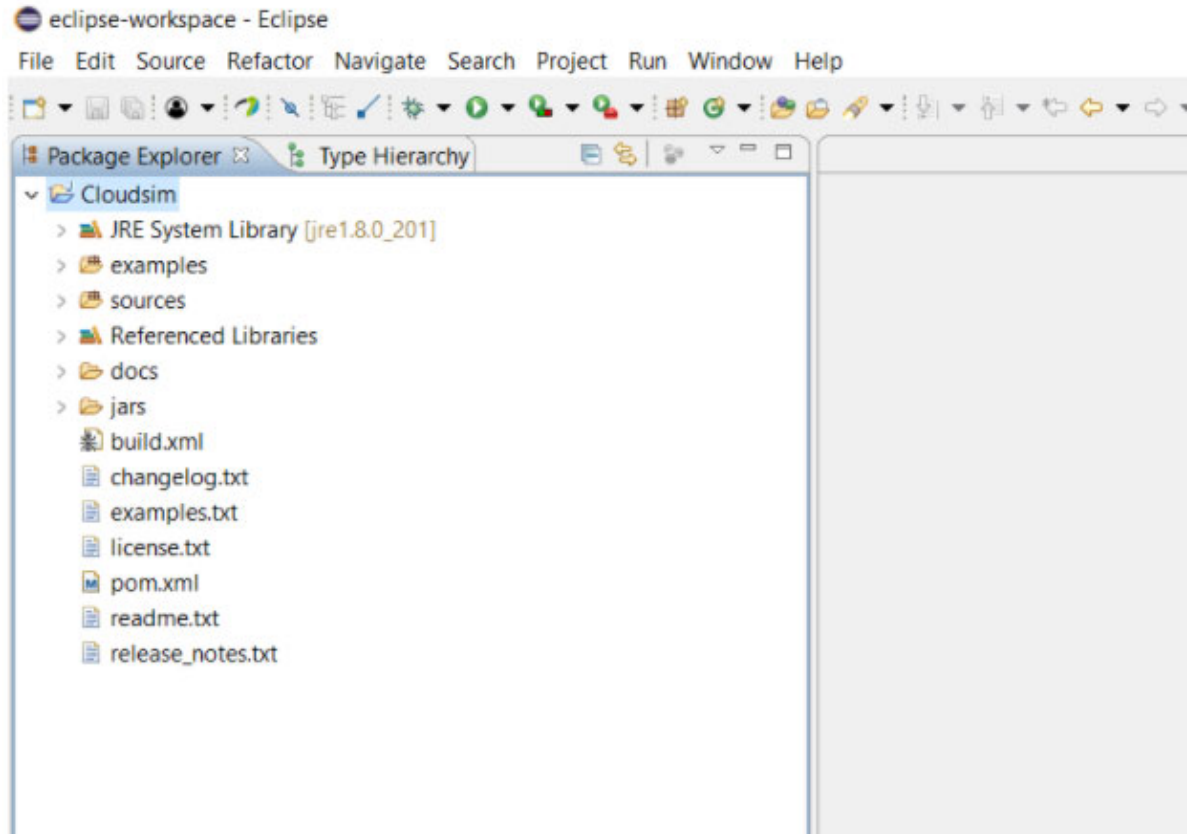 eclipse-workspace - Eclipse
File Edit Source Refactor Navigate Search Project Run Window Help
Package Explorer Type Hierarchy
Cloudsim
JRE System Library [jre1.8.0_201]
examples
sources
Referenced Libraries
docs
jars
build.xml
changelog.txt
examples.txt
license.txt
pom.xml
readme.txt
release_notes.txt